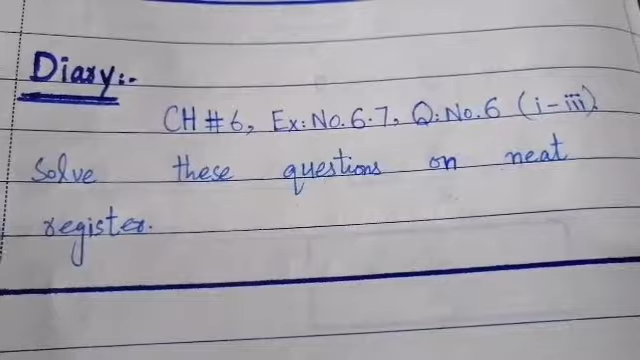 Diary:-
CH # 6, Ex: No. 6.7, Q: No. 6 (i-iii).
Solve these questions on neat
register.